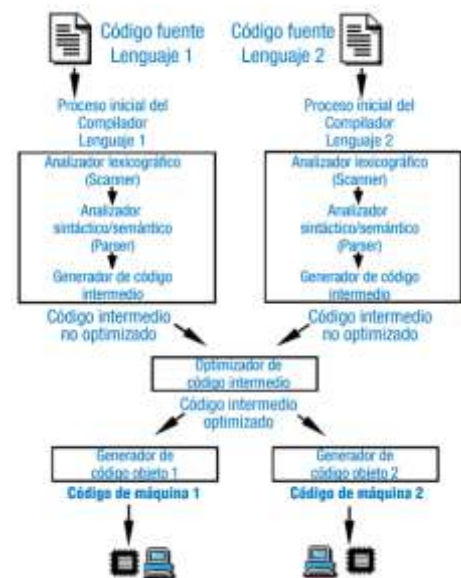 Código fuente
Lenguaje 1
Código fuente
Lenguaje 2
Proceso inicial del
Compilador
Lenguaje 1
Proceso inicial del
Compilador
Lenguaje 2
Analizador lexicográfico
(Scanner)
Analizador
sintáctico/semántico
(Parser)
Generador de código
intermedio
Analizador lexicográfico
(Scanner)
Analizador
sintáctico/semántico
(Parser)
Generador de código
intermedio
Código intermedio
no optimizado
Código intermedio
no optimizado
Optimizador de
código intermedio
Código intermedio
optimizado
Generador de
código objeto 1
Código de máquina 1
Generador de
código objeto 2
Código de máquina 2